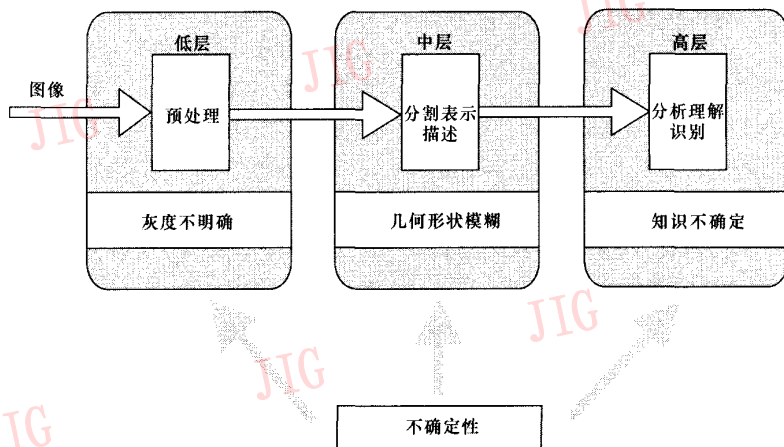 JIG
低层
中层
高层
JIG
图像
预处理
分割表示
描述
分析理解
识别
JIG
灰度不明确
几何形状模糊
知识不确定
JIG
JIG
不确定性
JIG